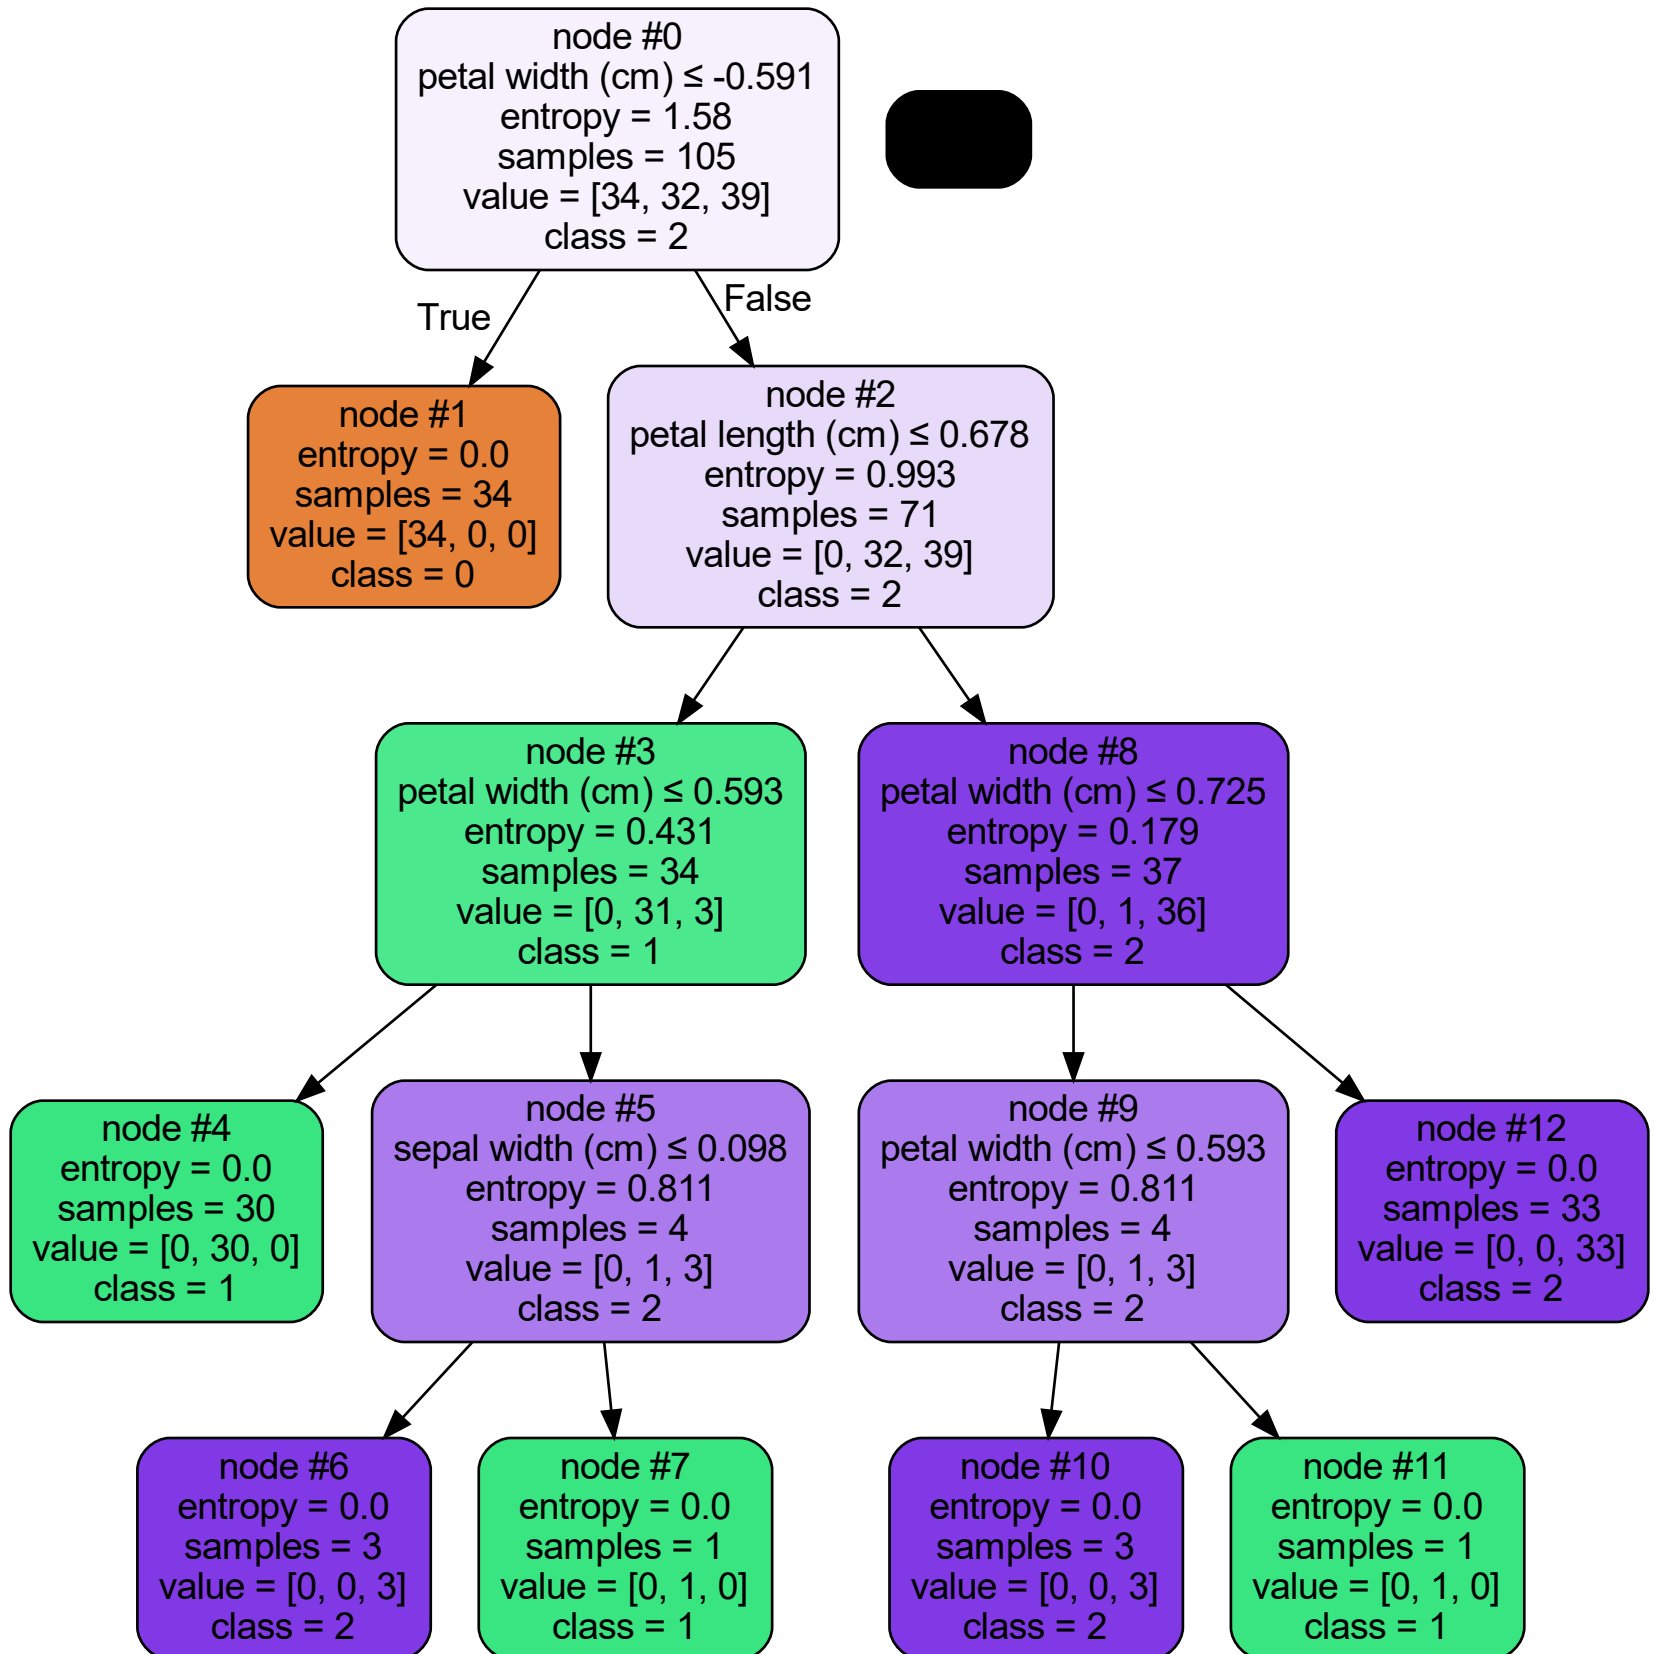 node #0
petal width (cm) ≤ -0.591
entropy = 1.58
samples = 105
value = [34, 32, 39]
class = 2
True
False
node #1
entropy = 0.0
samples = 34
value = [34, 0, 0]
class = 0
node #2
petal length (cm) ≤ 0.678
entropy = 0.993
samples = 71
value = [0, 32, 39]
class = 2
node #3
petal width (cm) ≤ 0.593
entropy = 0.431
samples = 34
value = [0, 31, 3]
class = 1
node #8
petal width (cm) ≤ 0.725
entropy = 0.179
samples = 37
value = [0, 1, 36]
class = 2
node #4
entropy = 0.0
samples = 30
value = [0, 30, 0]
class = 1
node #5
sepal width (cm) ≤ 0.098
entropy = 0.811
samples = 4
value = [0, 1, 3]
class = 2
node #9
petal width (cm) ≤ 0.593
entropy = 0.811
samples = 4
value = [0, 1, 3]
class = 2
node #12
entropy = 0.0
samples = 33
value = [0, 0, 33]
class = 2
node #6
entropy = 0.0
samples = 3
value = [0, 0, 3]
class = 2
node #7
entropy = 0.0
samples = 1
value = [0, 1, 0]
class = 1
node #10
entropy = 0.0
samples = 3
value = [0, 0, 3]
class = 2
node #11
entropy = 0.0
samples = 1
value = [0, 1, 0]
class = 1